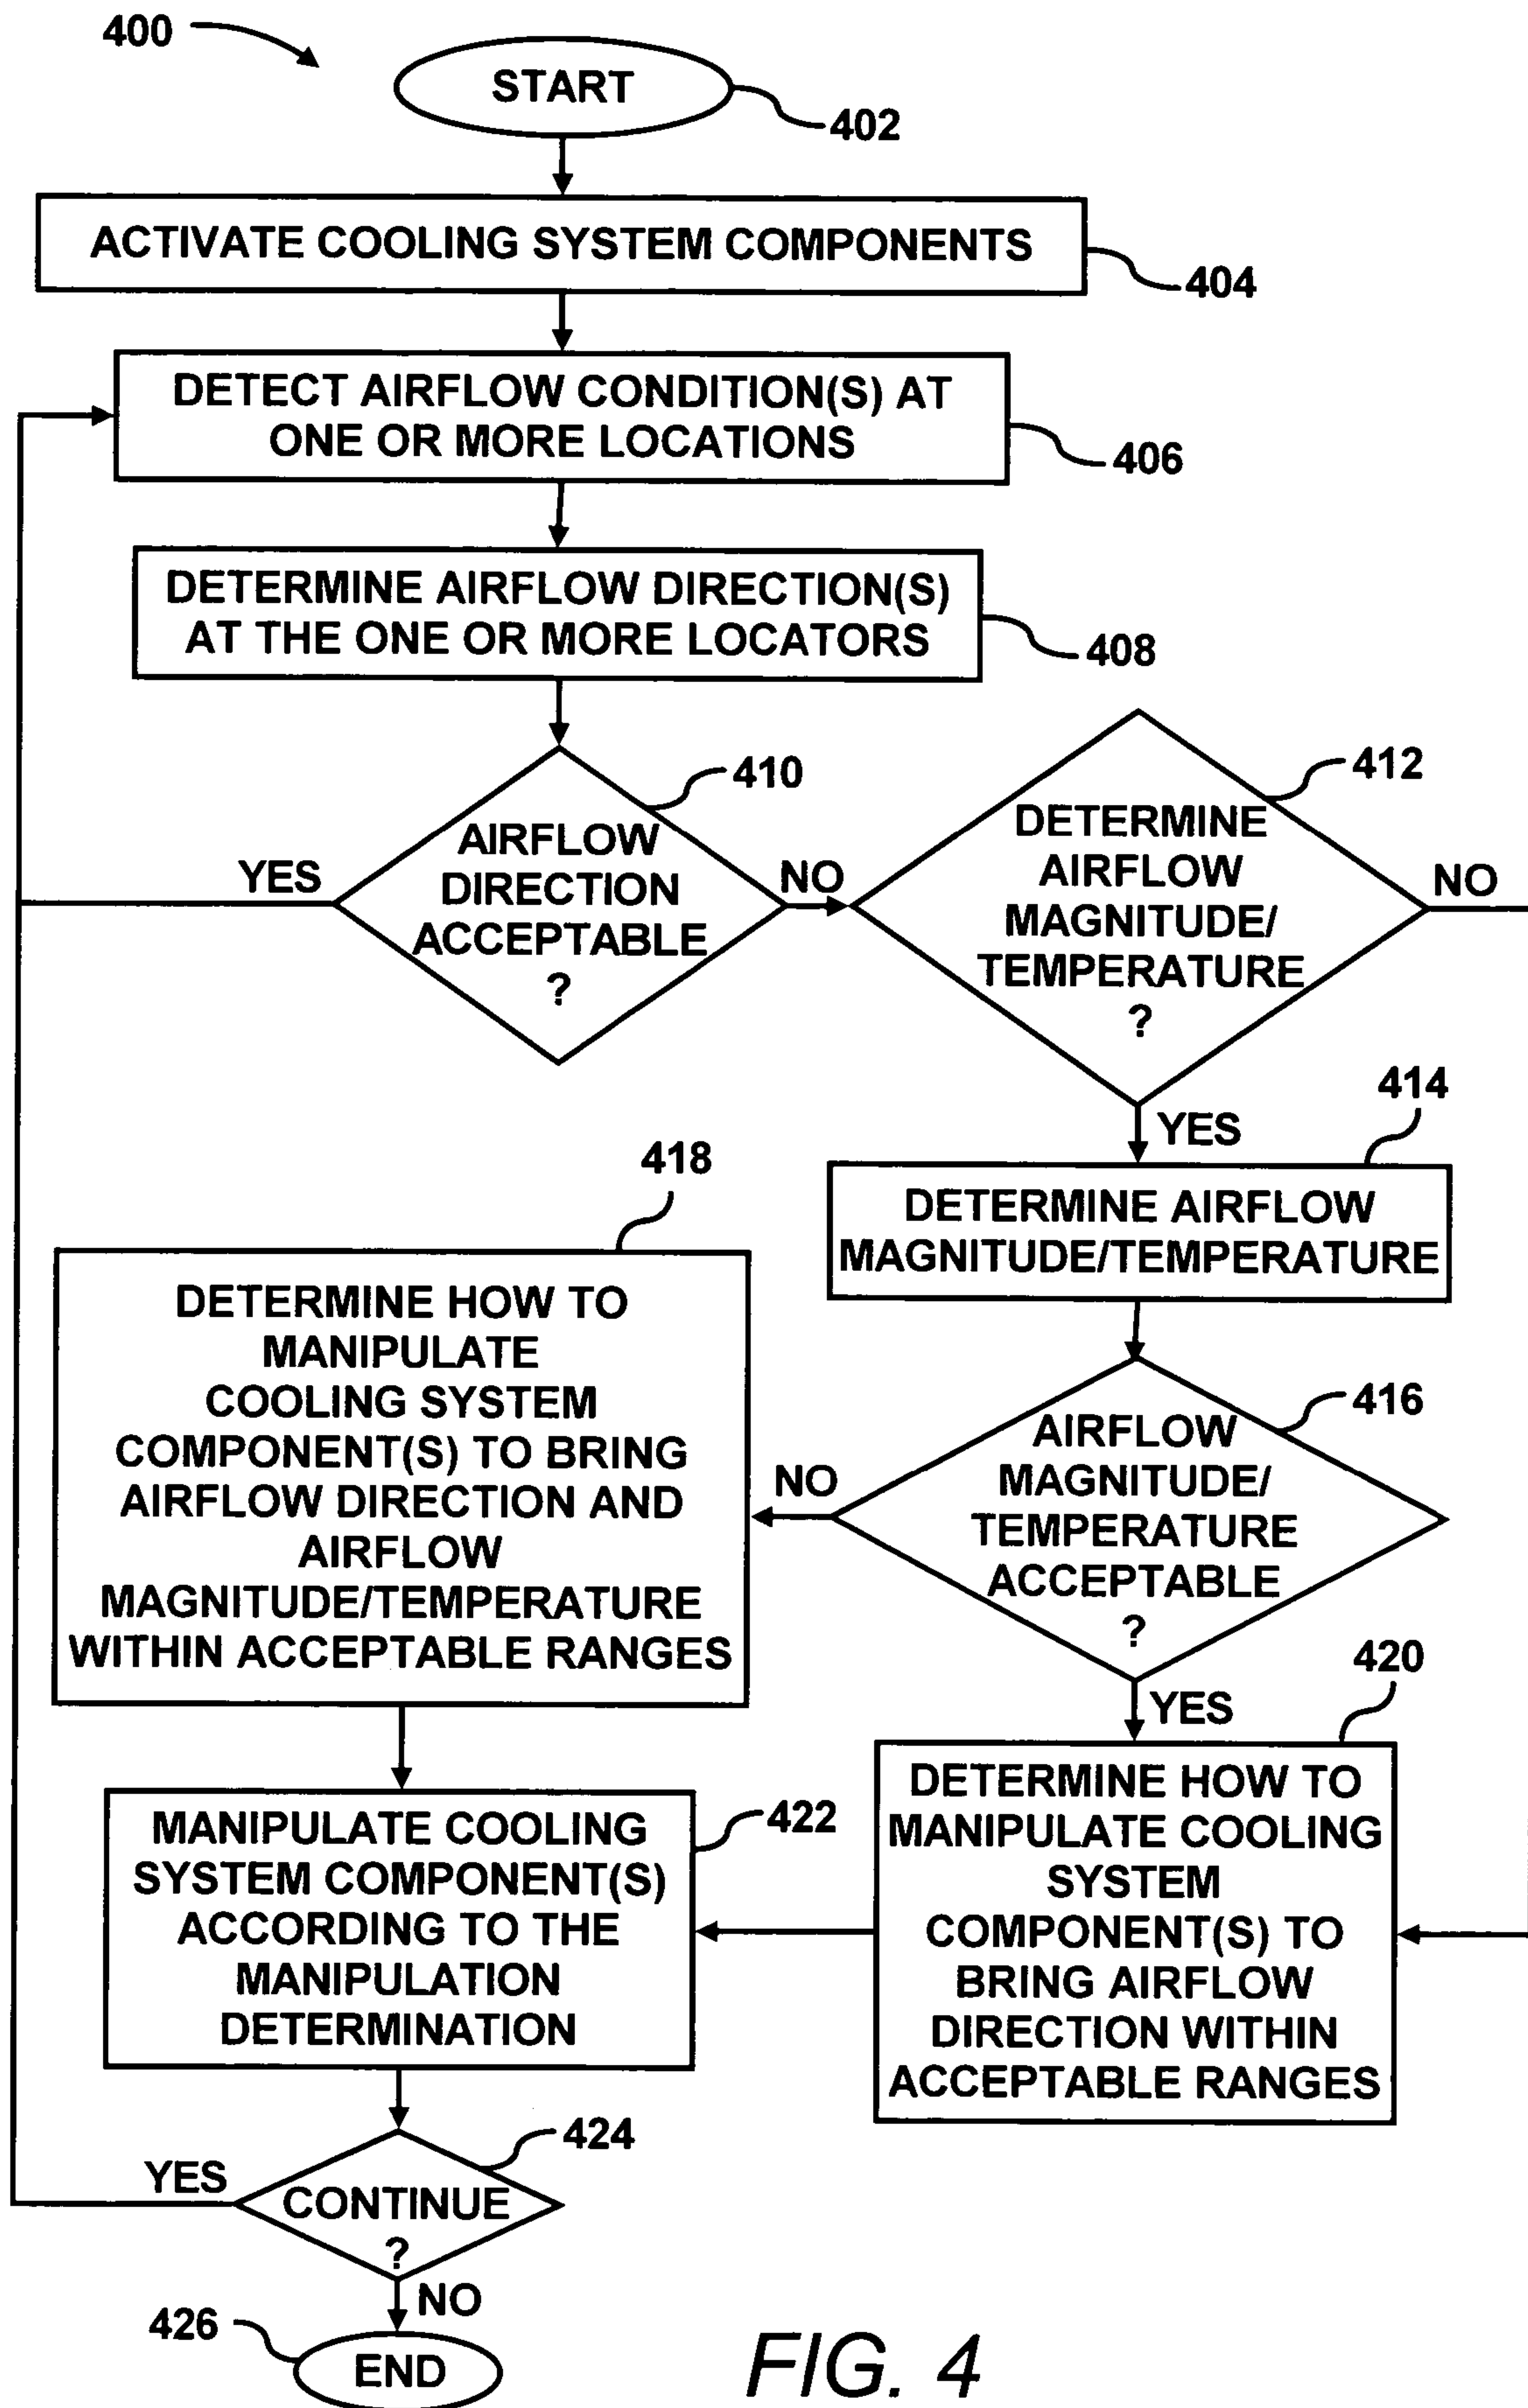 400
START
402
ACTIVATE COOLING SYSTEM COMPONENTS
404
DETECT AIRFLOW CONDITION(S) AT
ONE OR MORE LOCATIONS
406
DETERMINE AIRFLOW DIRECTION(S)
AT THE ONE OR MORE LOCATORS
408
410
AIRFLOW
DIRECTION
ACCEPTABLE
?
YES
NO
412
DETERMINE
AIRFLOW
MAGNITUDE/
TEMPERATURE
?
NO
YES
414
DETERMINE AIRFLOW
MAGNITUDE/TEMPERATURE
416
AIRFLOW
MAGNITUDE/
TEMPERATURE
ACCEPTABLE
?
NO
YES
418
DETERMINE HOW TO
MANIPULATE
COOLING SYSTEM
COMPONENT(S) TO BRING
AIRFLOW DIRECTION AND
AIRFLOW
MAGNITUDE/TEMPERATURE
WITHIN ACCEPTABLE RANGES
420
DETERMINE HOW TO
MANIPULATE COOLING
SYSTEM
COMPONENT(S) TO
BRING AIRFLOW
DIRECTION WITHIN
ACCEPTABLE RANGES
422
MANIPULATE COOLING
SYSTEM COMPONENT(S)
ACCORDING TO THE
MANIPULATION
DETERMINATION
424
CONTINUE
?
YES
NO
426
END
FIG. 4